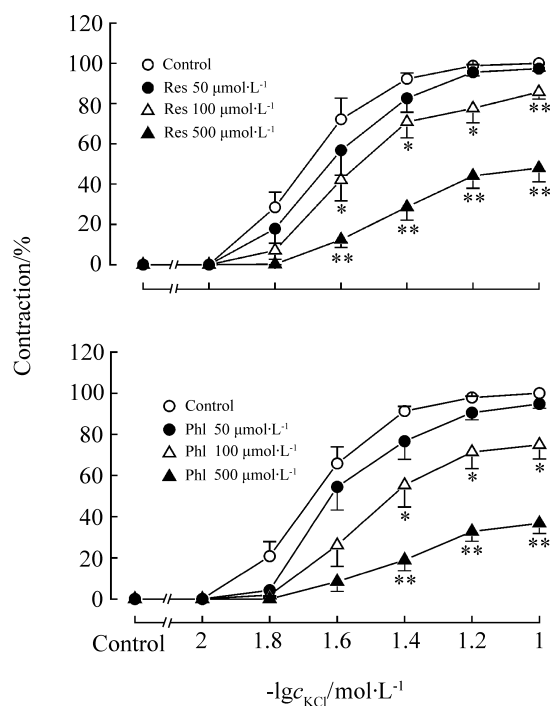 120
100
80
60
40
20
0
Control
Res 50 μmol·L⁻¹
Res 100 μmol·L⁻¹
Res 500 μmol·L⁻¹
*
**
*
**
*
**
**
**
Contraction/%
120
100
80
60
40
20
0
Control
Phl 50 μmol·L⁻¹
Phl 100 μmol·L⁻¹
Phl 500 μmol·L⁻¹
*
**
*
**
*
**
Control 2 1.8 1.6 1.4 1.2 1
-lgc_KCl/mol·L⁻¹